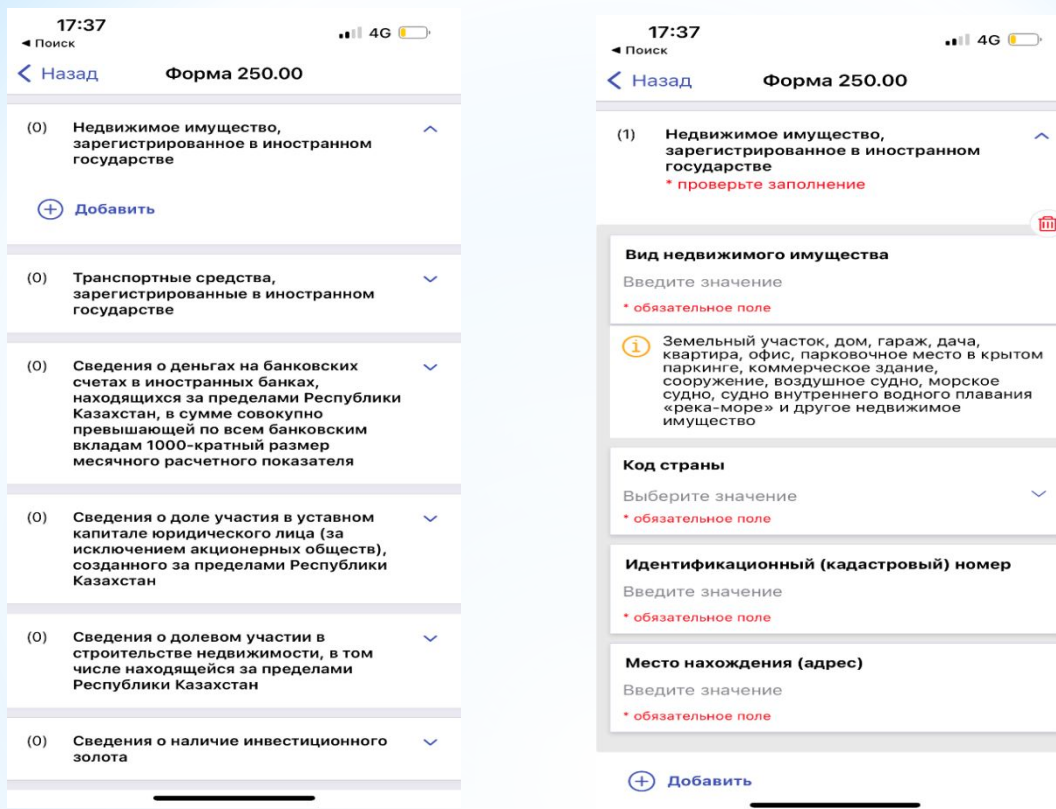 17:37
4G
◄ Поиск
Назад
Форма 250.00
(0) Недвижимое имущество,
зарегистрированное в иностранном
государстве
Добавить
(0) Транспортные средства,
зарегистрированные в иностранном
государстве
(0) Сведения о деньгах на банковских
счетах в иностранных банках,
находящихся за пределами Республики
Казахстан, в сумме совокупно
превышающей по всем банковским
вкладам 1000-кратный размер
месячного расчетного показателя
(0) Сведения о доле участия в уставном
капитале юридического лица (за
исключением акционерных обществ),
созданного за пределами Республики
Казахстан
(0) Сведения о долевом участии в
строительстве недвижимости, в том
числе находящейся за пределами
Республики Казахстан
(0) Сведения о наличие инвестиционного
золота
17:37
4G
◄ Поиск
Назад
Форма 250.00
(1) Недвижимое имущество,
зарегистрированное в иностранном
государстве
* проверьте заполнение
Вид недвижимого имущества
Введите значение
* обязательное поле
Земельный участок, дом, гараж, дача,
квартира, офис, парковочное место в крытом
паркинге, коммерческое здание,
сооружение, воздушное судно, морское
судно, судно внутреннего водного плавания
«река-море» и другое недвижимое
имущество
Код страны
Выберите значение
* обязательное поле
Идентификационный (кадастровый) номер
Введите значение
* обязательное поле
Место нахождения (адрес)
Введите значение
* обязательное поле
Добавить